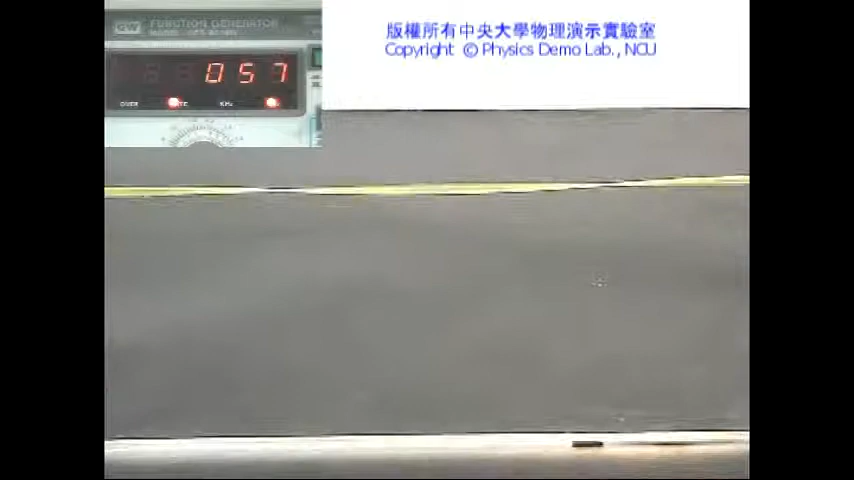 GW FUNCTION GENERATOR
版權所有中央大學物理演示實驗室
Copyright © Physics Demo Lab., NCU
057
OVER
KHz